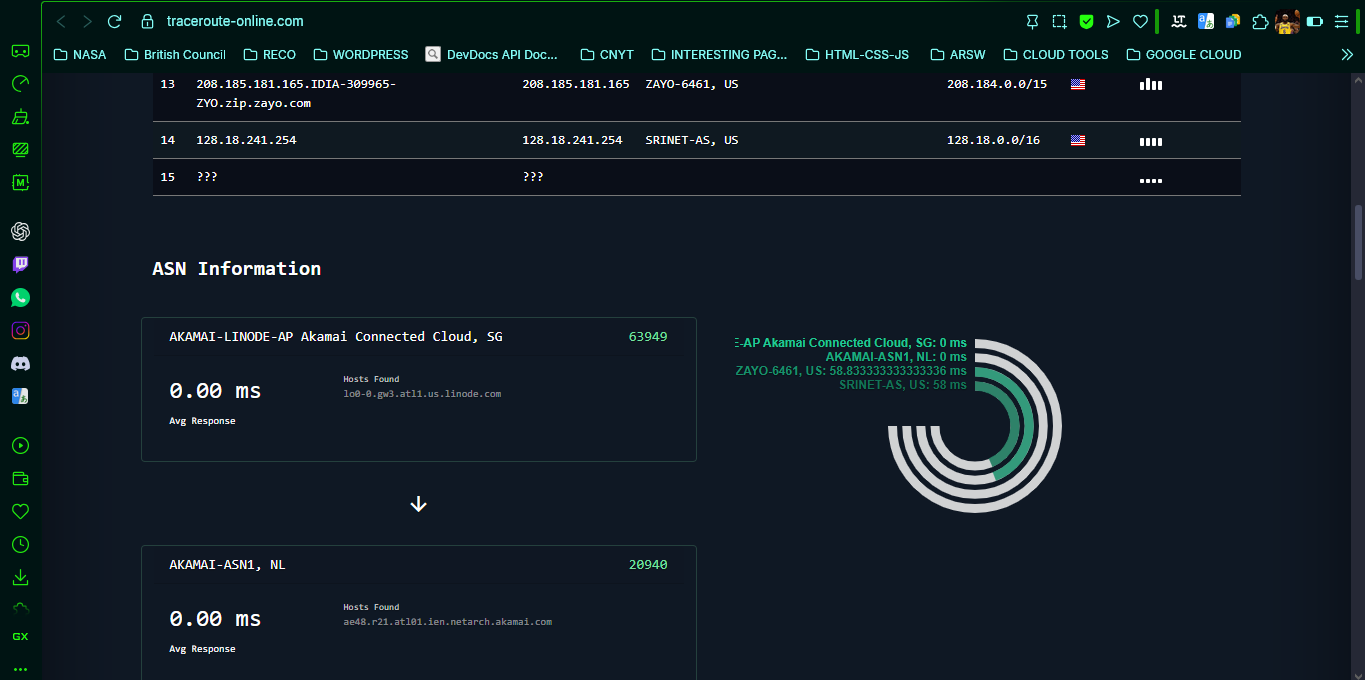 traceroute-online.com
NASA British Council RECO WORDPRESS DevDocs API Doc... CNYT INTERESTING PAG... HTML-CSS-JS ARSW CLOUD TOOLS GOOGLE CLOUD
13 208.185.181.165.IDIA-309965- 208.185.181.165 ZAYO-6461, US 208.184.0.0/15
ZYO.zip.zayo.com
14 128.18.241.254 128.18.241.254 SRINET-AS, US 128.18.0.0/16
15 ??? ???
ASN Information
AKAMAI-LINODE-AP Akamai Connected Cloud, SG 63949
0.00 ms
Avg Response
Hosts Found
lo0-0.gw3.atl1.us.linode.com
E-AP Akamai Connected Cloud, SG: 0 ms
AKAMAI-ASN1, NL: 0 ms
ZAYO-6461, US: 58.833333333333336 ms
SRINET-AS, US: 58 ms
AKAMAI-ASN1, NL 20940
0.00 ms
Avg Response
Hosts Found
ae48.r21.atl01.ien.netarch.akamai.com
M
GX